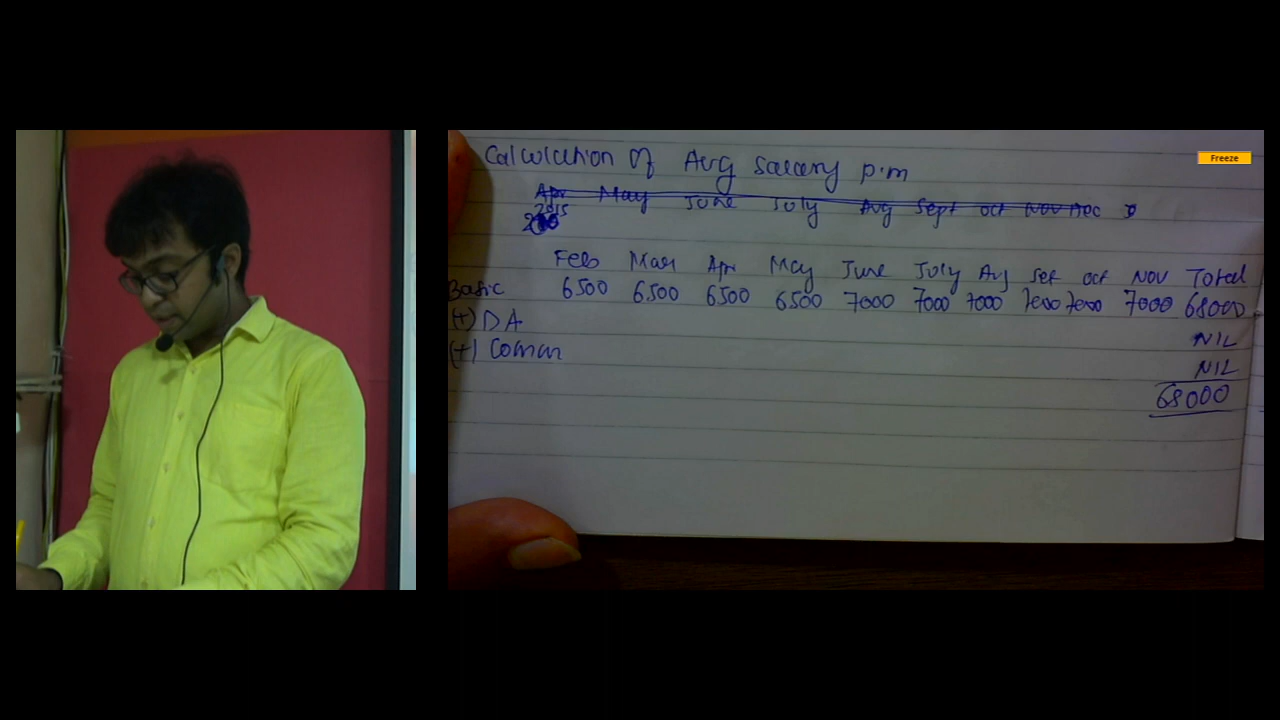 Calculation of Avg Salary p.m
Freeze
Apr May June July Aug Sept oct Nov Dec
2015
Feb Mar Apr May June July Aug Set oct NOV Total
Basic 6500 6500 6500 6500 7000 7000 7000 7000 7000 7000 68000
(+) DA NIL
(+) Comm NIL
68000